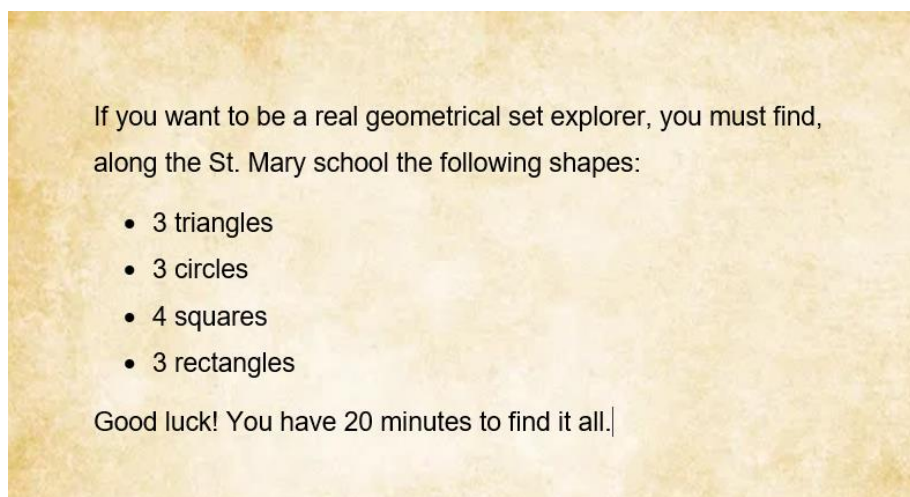 If you want to be a real geometrical set explorer, you must find,
along the St. Mary school the following shapes:
• 3 triangles
• 3 circles
• 4 squares
• 3 rectangles
Good luck! You have 20 minutes to find it all.